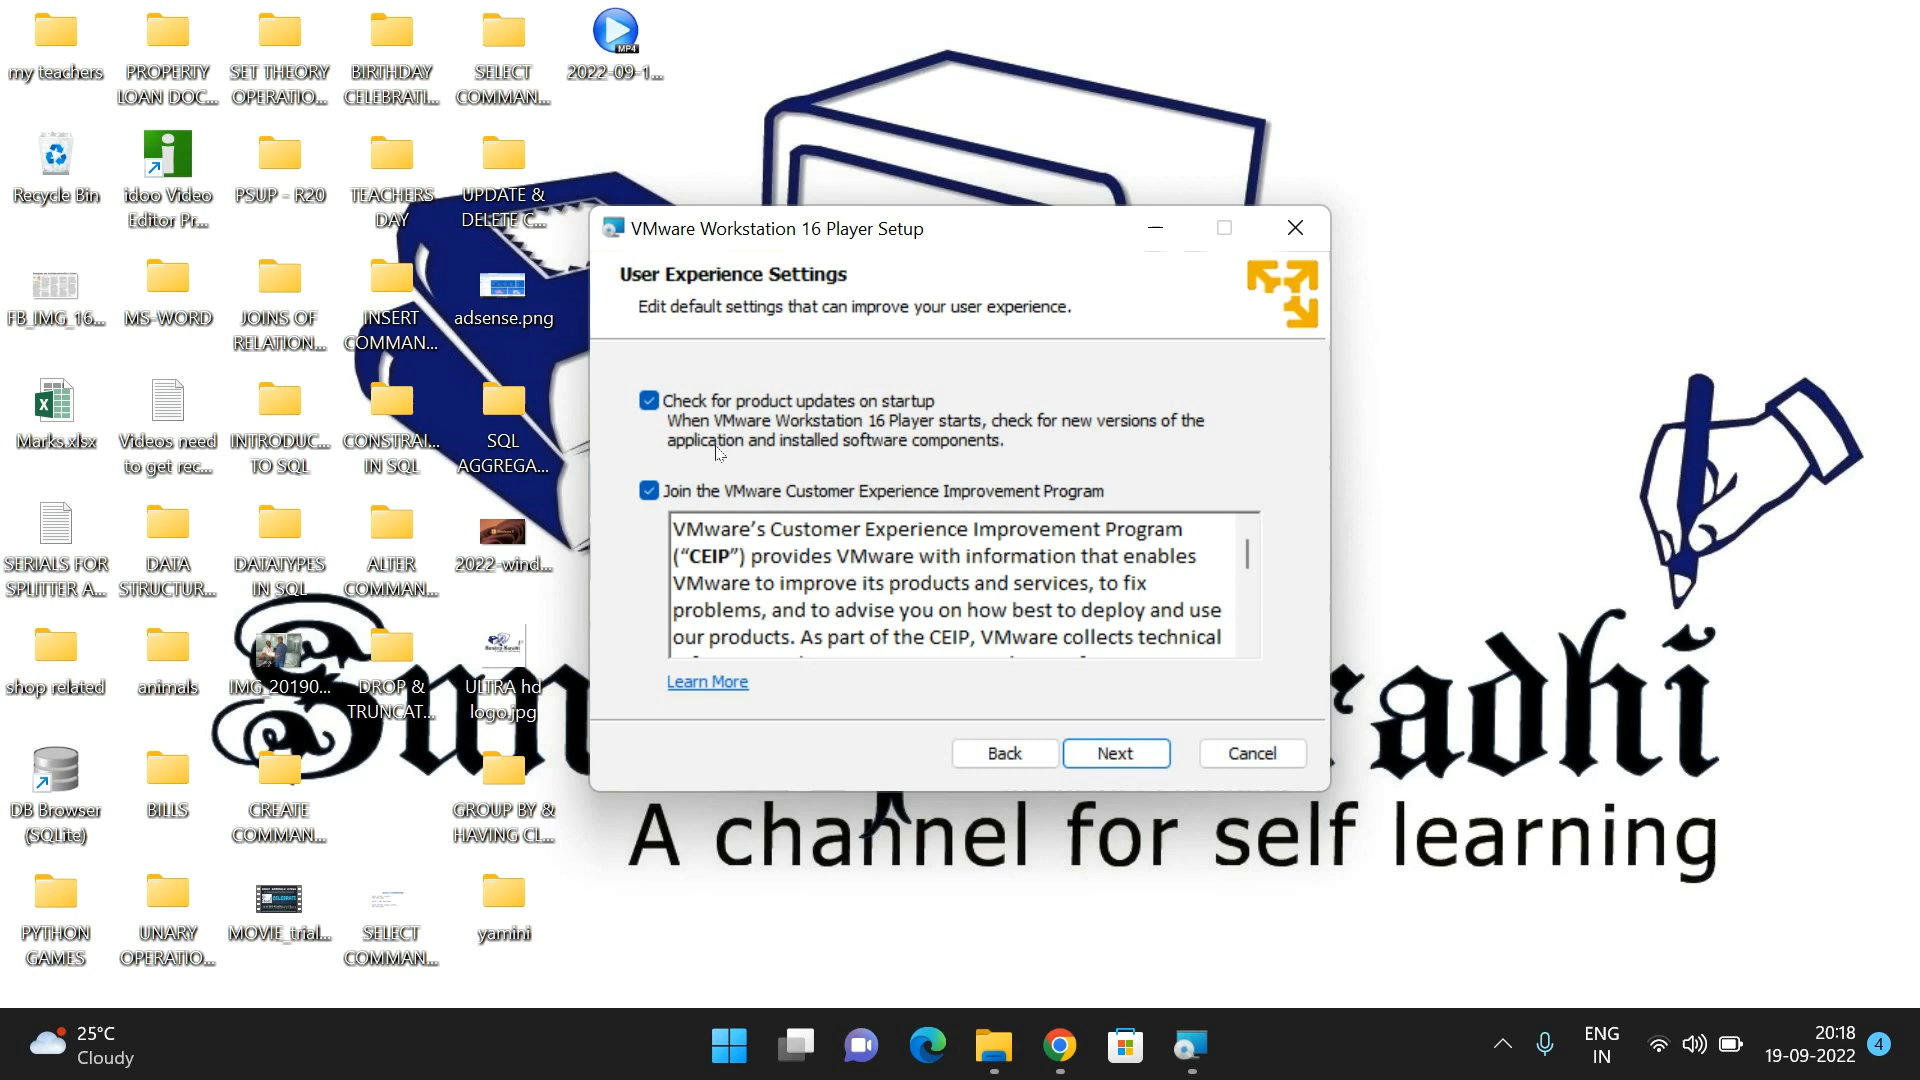 my teachers
PROPERTY
LOAN DOC...
SET THEORY
OPERATIO...
BIRTHDAY
CELEBRATI...
SELECT
COMMAN...
2022-09-1...
MP4
Recycle Bin
idoo Video
Editor Pr...
PSUP - R20
TEACHERS
DAY
UPDATE &
DELETE C...
FB_IMG_16...
MS-WORD
JOINS OF
RELATION...
INSERT
COMMAN...
adsense.png
Marks.xlsx
Videos need
to get rec...
INTRODUC...
TO SQL
CONSTRAI...
IN SQL
SQL
AGGREGA...
SERIALS FOR
SPLITTER A...
DATA
STRUCTUR...
DATATYPES
IN SQL
ALTER
COMMAN...
2022-wind...
shop related
animals
IMG_20190...
DROP &
TRUNCAT...
ULTRA hd
logo.jpg
DB Browser
(SQLite)
BILLS
CREATE
COMMAN...
GROUP BY &
HAVING CL...
PYTHON
GAMES
UNARY
OPERATIO...
MOVIE_trial...
SELECT
COMMAN...
yamini
VMware Workstation 16 Player Setup
User Experience Settings
Edit default settings that can improve your user experience.
Check for product updates on startup
When VMware Workstation 16 Player starts, check for new versions of the
application and installed software components.
Join the VMware Customer Experience Improvement Program
VMware's Customer Experience Improvement Program
("CEIP") provides VMware with information that enables
VMware to improve its products and services, to fix
problems, and to advise you on how best to deploy and use
our products. As part of the CEIP, VMware collects technical
Learn More
Back
Next
Cancel
A channel for self learning
25°C
Cloudy
ENG
IN
20:18
19-09-2022
4